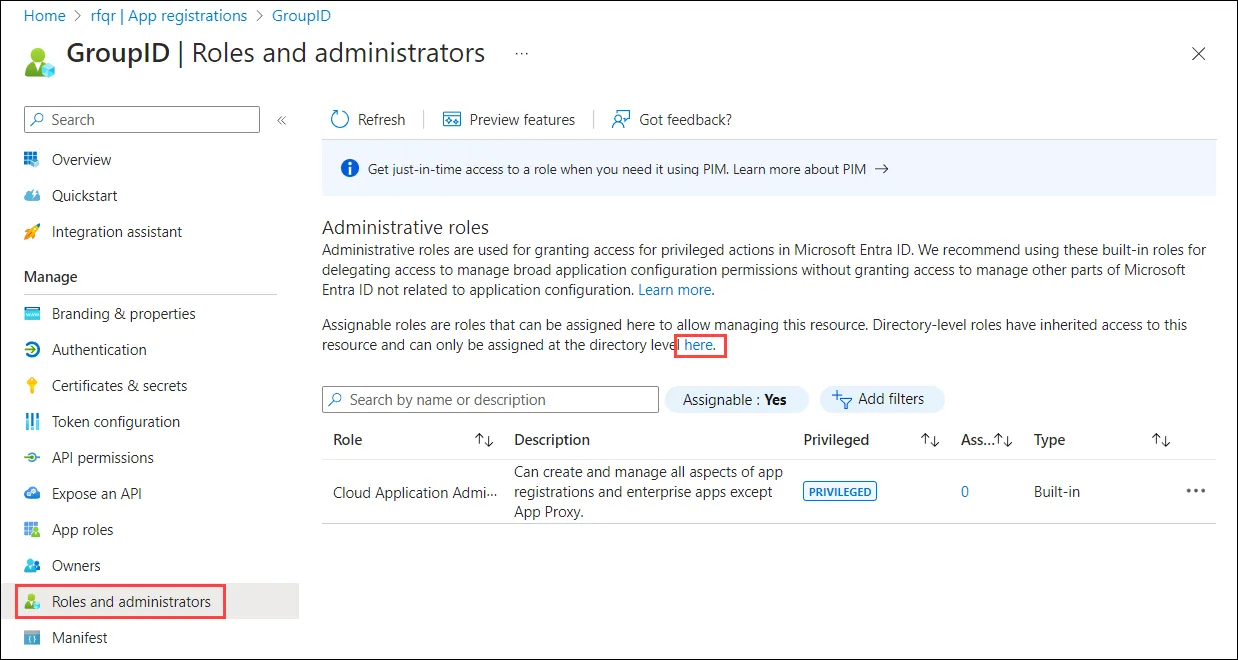 Home > rfqr | App registrations > GroupID
GroupID | Roles and administrators ...
Search
«
Overview
Quickstart
Integration assistant
Manage
Branding & properties
Authentication
Certificates & secrets
Token configuration
API permissions
Expose an API
App roles
Owners
Roles and administrators
Manifest
Refresh
Preview features
Got feedback?
Get just-in-time access to a role when you need it using PIM. Learn more about PIM →
Administrative roles
Administrative roles are used for granting access for privileged actions in Microsoft Entra ID. We recommend using these built-in roles for
delegating access to manage broad application configuration permissions without granting access to manage other parts of Microsoft
Entra ID not related to application configuration. Learn more.
Assignable roles are roles that can be assigned here to allow managing this resource. Directory-level roles have inherited access to this
resource and can only be assigned at the directory level here.
Search by name or description
Assignable : Yes
Add filters
Role ↑↓ Description Privileged ↑↓ Ass...↑↓ Type ↑↓
Can create and manage all aspects of app
Cloud Application Admi... registrations and enterprise apps except PRIVILEGED 0 Built-in ...
App Proxy.